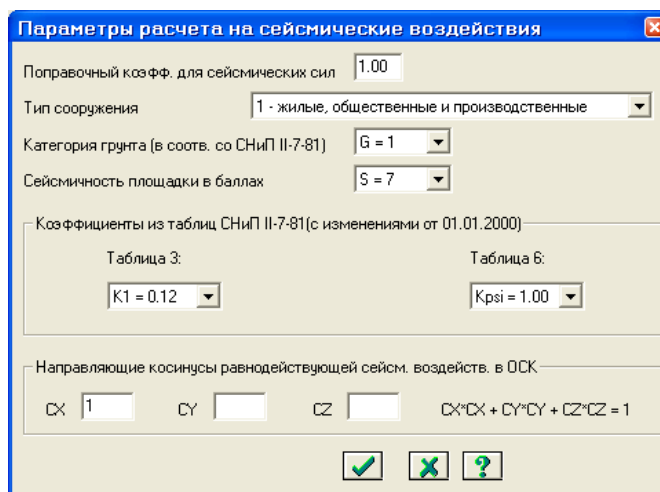 Параметры расчета на сейсмические воздействия
Поправочный коэфф. для сейсмических сил 1.00
Тип сооружения 1 - жилые, общественные и производственные
Категория грунта (в соотв. со СНиП II-7-81) G = 1
Сейсмичность площадки в баллах S = 7
Коэффициенты из таблиц СНиП II-7-81(с изменениями от 01.01.2000)
Таблица 3: Таблица 6:
K1 = 0.12 Kpsi = 1.00
Направляющие косинусы равнодействующей сейсм. воздейств. в ОСК
CX 1 CY CZ CX*CX + CY*CY + CZ*CZ = 1
?